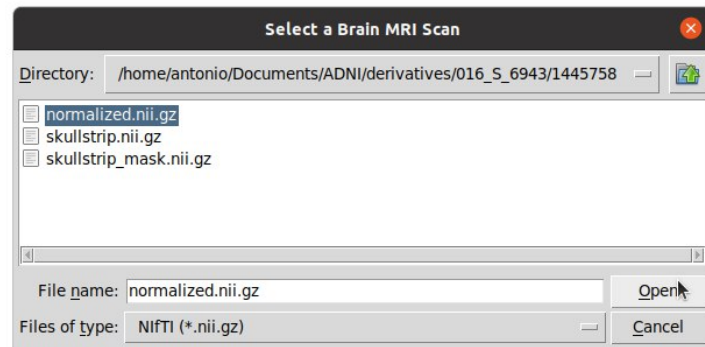 Select a Brain MRI Scan
Directory: /home/antonio/Documents/ADNI/derivatives/016_S_6943/1445758
normalized.nii.gz
skullstrip.nii.gz
skullstrip_mask.nii.gz
File name: normalized.nii.gz Open
Files of type: NIfTI (*.nii.gz) Cancel